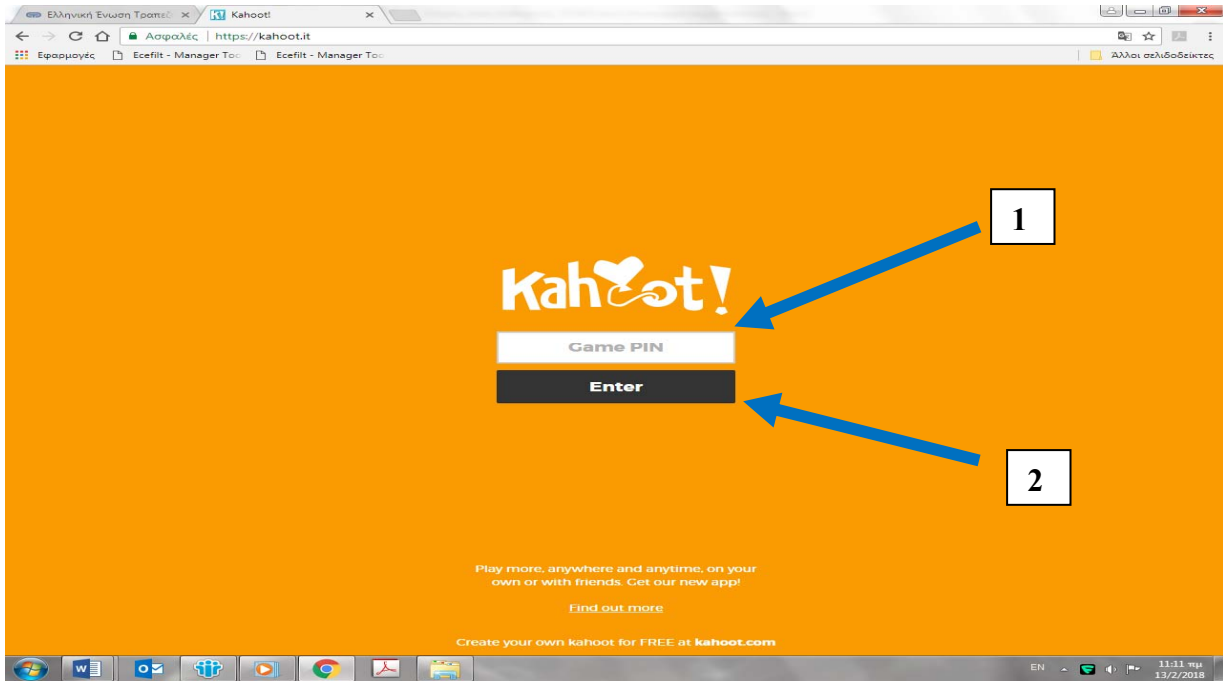 Ελληνική Ένωση Τραπεζ
Kahoot!
Ασφαλές | https://kahoot.it
Εφαρμογές
Ecefilt - Manager Too
Ecefilt - Manager Too
Άλλοι σελιδοδείκτες
1
Kahoot!
Game PIN
Enter
2
Play more, anywhere and anytime, on your
own or with friends. Get our new app!
Find out more
Create your own kahoot for FREE at kahoot.com
EN
11:11 πμ
13/2/2018